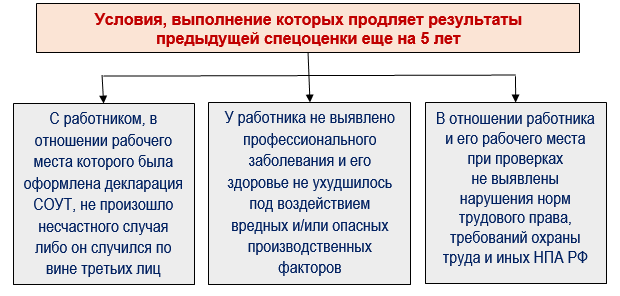 Условия, выполнение которых продляет результаты
предыдущей спецоценки еще на 5 лет
С работником, в
отношении рабочего
места которого была
оформлена декларация
СОУТ, не произошло
несчастного случая
либо он случился по
вине третьих лиц
У работника не выявлено
профессионального
заболевания и его
здоровье не ухудшилось
под воздействием
вредных и/или опасных
производственных
факторов
В отношении работника
и его рабочего места
при проверках
не выявлены
нарушения норм
трудового права,
требований охраны
труда и иных НПА РФ